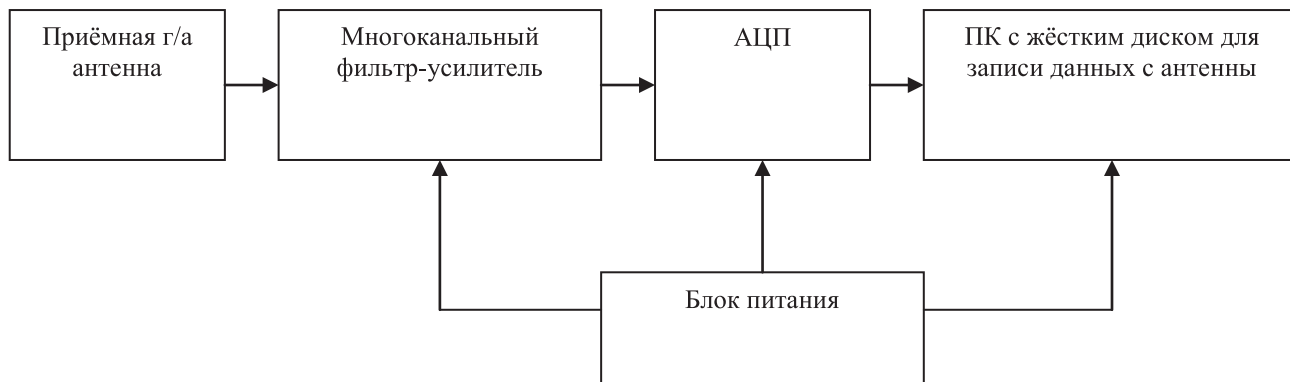 Приёмная г/а
антенна
Многоканальный
фильтр-усилитель
АЦП
ПК с жёстким диском для
записи данных с антенны
Блок питания